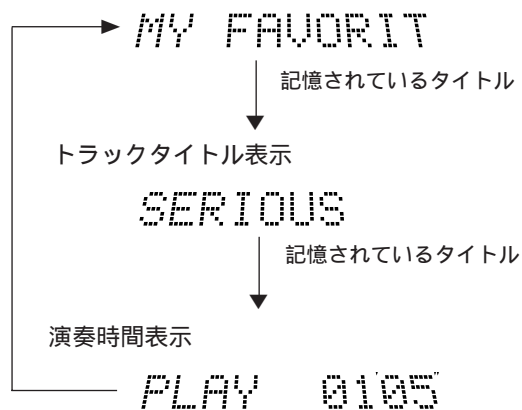 MY FAVORIT
記憶されているタイトル
トラックタイトル表示
SERIOUS
記憶されているタイトル
演奏時間表示
PLAY 01'05"